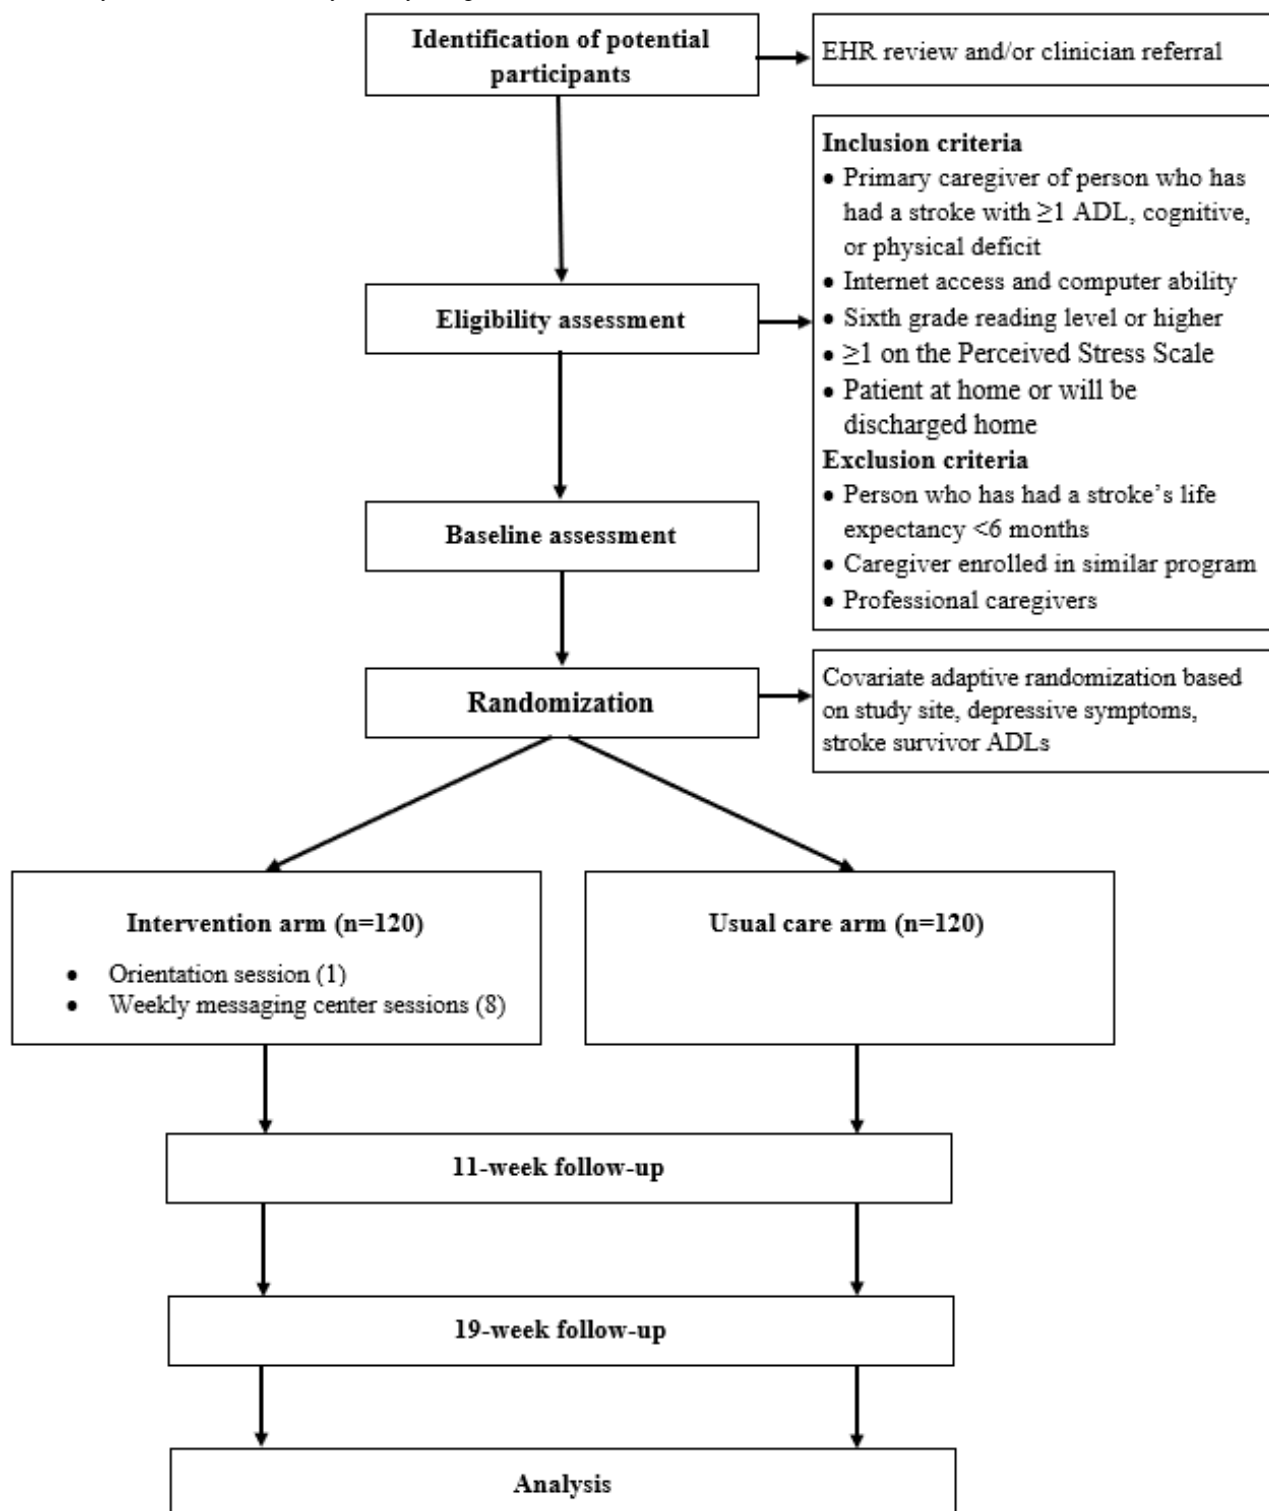 Identification of potential
participants
EHR review and/or clinician referral
Inclusion criteria
• Primary caregiver of person who has
had a stroke with ≥1 ADL, cognitive,
or physical deficit
• Internet access and computer ability
• Sixth grade reading level or higher
• ≥1 on the Perceived Stress Scale
• Patient at home or will be
discharged home
Exclusion criteria
• Person who has had a stroke’s life
expectancy <6 months
• Caregiver enrolled in similar program
• Professional caregivers
Eligibility assessment
Baseline assessment
Randomization
Covariate adaptive randomization based
on study site, depressive symptoms,
stroke survivor ADLs
Intervention arm (n=120)
• Orientation session (1)
• Weekly messaging center sessions (8)
Usual care arm (n=120)
11-week follow-up
19-week follow-up
Analysis